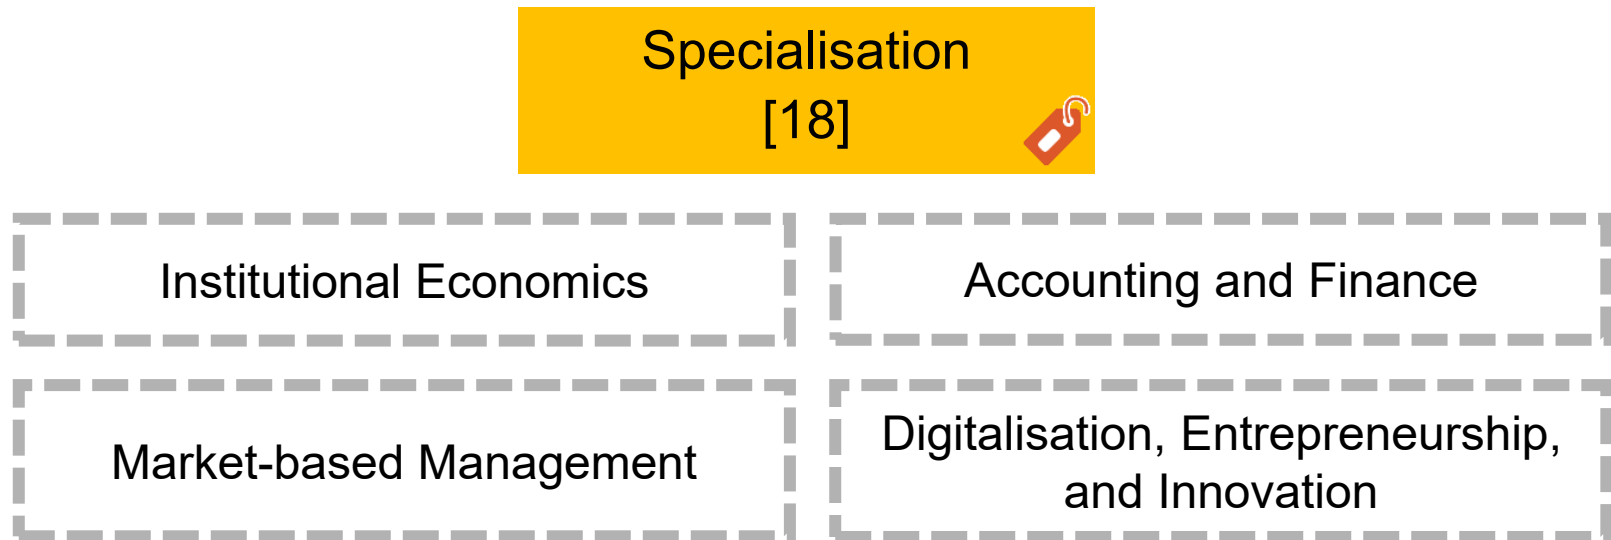 Specialisation
[18]
Institutional Economics
Accounting and Finance
Market-based Management
Digitalisation, Entrepreneurship,
and Innovation